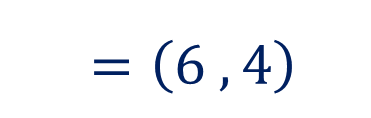 = (6 ,4)